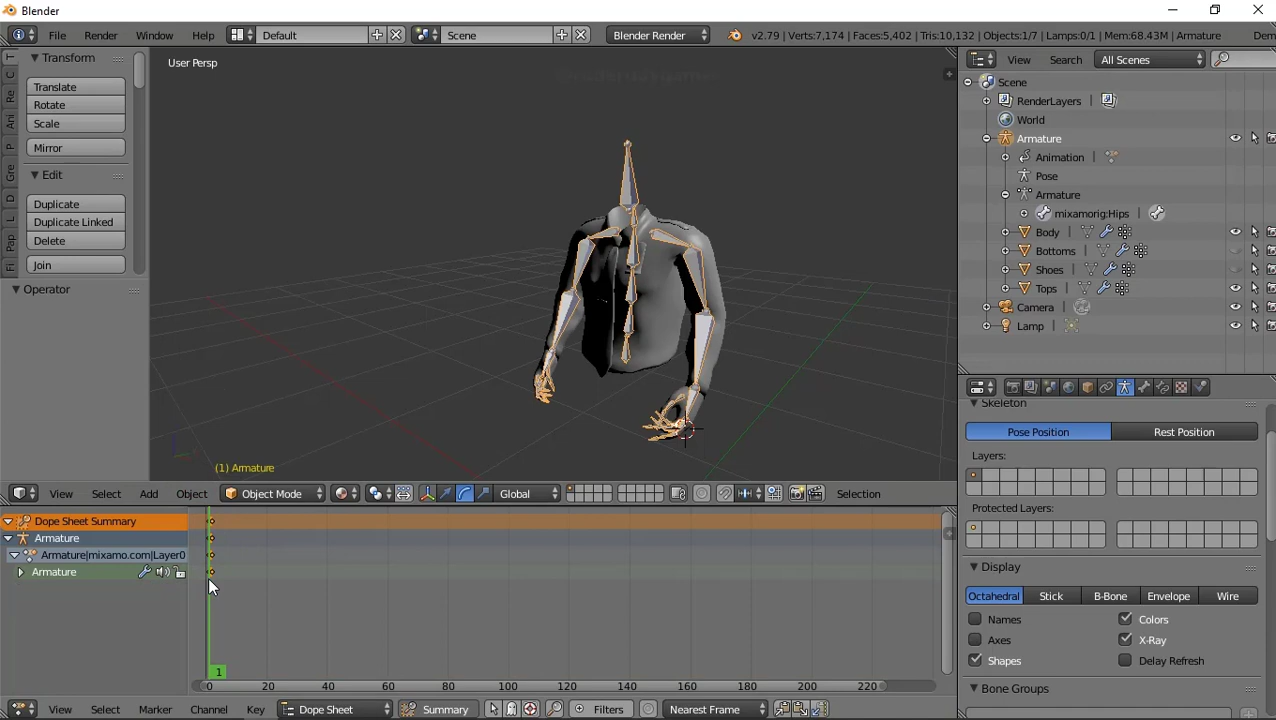 Blender
File Render Window Help Default Scene Blender Render v2.79 | Verts:7,174 | Faces:5,402 | Tris:10,132 | Objects:1/7 | Lamps:0/1 | Mem:68.43M | Armature Dem
Transform
Translate
Rotate
Scale
Mirror
Edit
Duplicate
Duplicate Linked
Delete
Join
Operator
T
C
Re
Ani
P
Gre
D
L
Pap
Fi
User Persp
(1) Armature
View Search All Scenes
Scene
RenderLayers
World
Armature
Animation
Pose
Armature
mixamorig:Hips
Body
Bottoms
Shoes
Tops
Camera
Lamp
Skeleton
Pose Position Rest Position
Layers:
Protected Layers:
Display
Octahedral Stick B-Bone Envelope Wire
Names Colors
Axes X-Ray
Shapes Delay Refresh
Bone Groups
View Select Add Object Object Mode Global Selection
Dope Sheet Summary
Armature
Armature|mixamo.com|Layer0
Armature
1
0 20 40 60 80 100 120 140 160 180 200 220
View Select Marker Channel Key Dope Sheet Summary Filters Nearest Frame